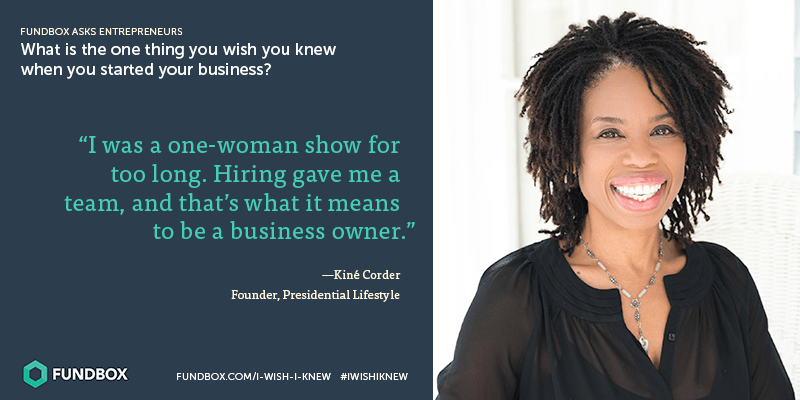 FUNDBOX ASKS ENTREPRENEURS
What is the one thing you wish you knew
when you started your business?
“I was a one-woman show for
too long. Hiring gave me a
team, and that’s what it means
to be a business owner.”
—Kiné Corder
Founder, Presidential Lifestyle
FUNDBOX
FUNDBOX.COM/I-WISH-I-KNEW #IWISHIKNEW